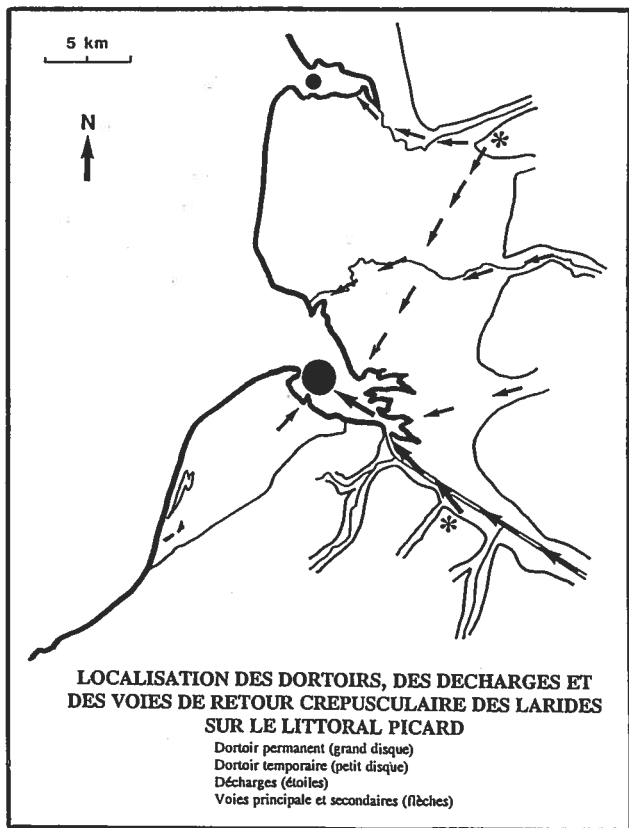 5 km
N
LOCALISATION DES DORTOIRS, DES DECHARGES ET
DES VOIES DE RETOUR CREPUSCULAIRE DES LARIDES
SUR LE LITTORAL PICARD
Dortoir permanent (grand disque)
Dortoir temporaire (petit disque)
Décharges (étoiles)
Voies principale et secondaires (flèches)